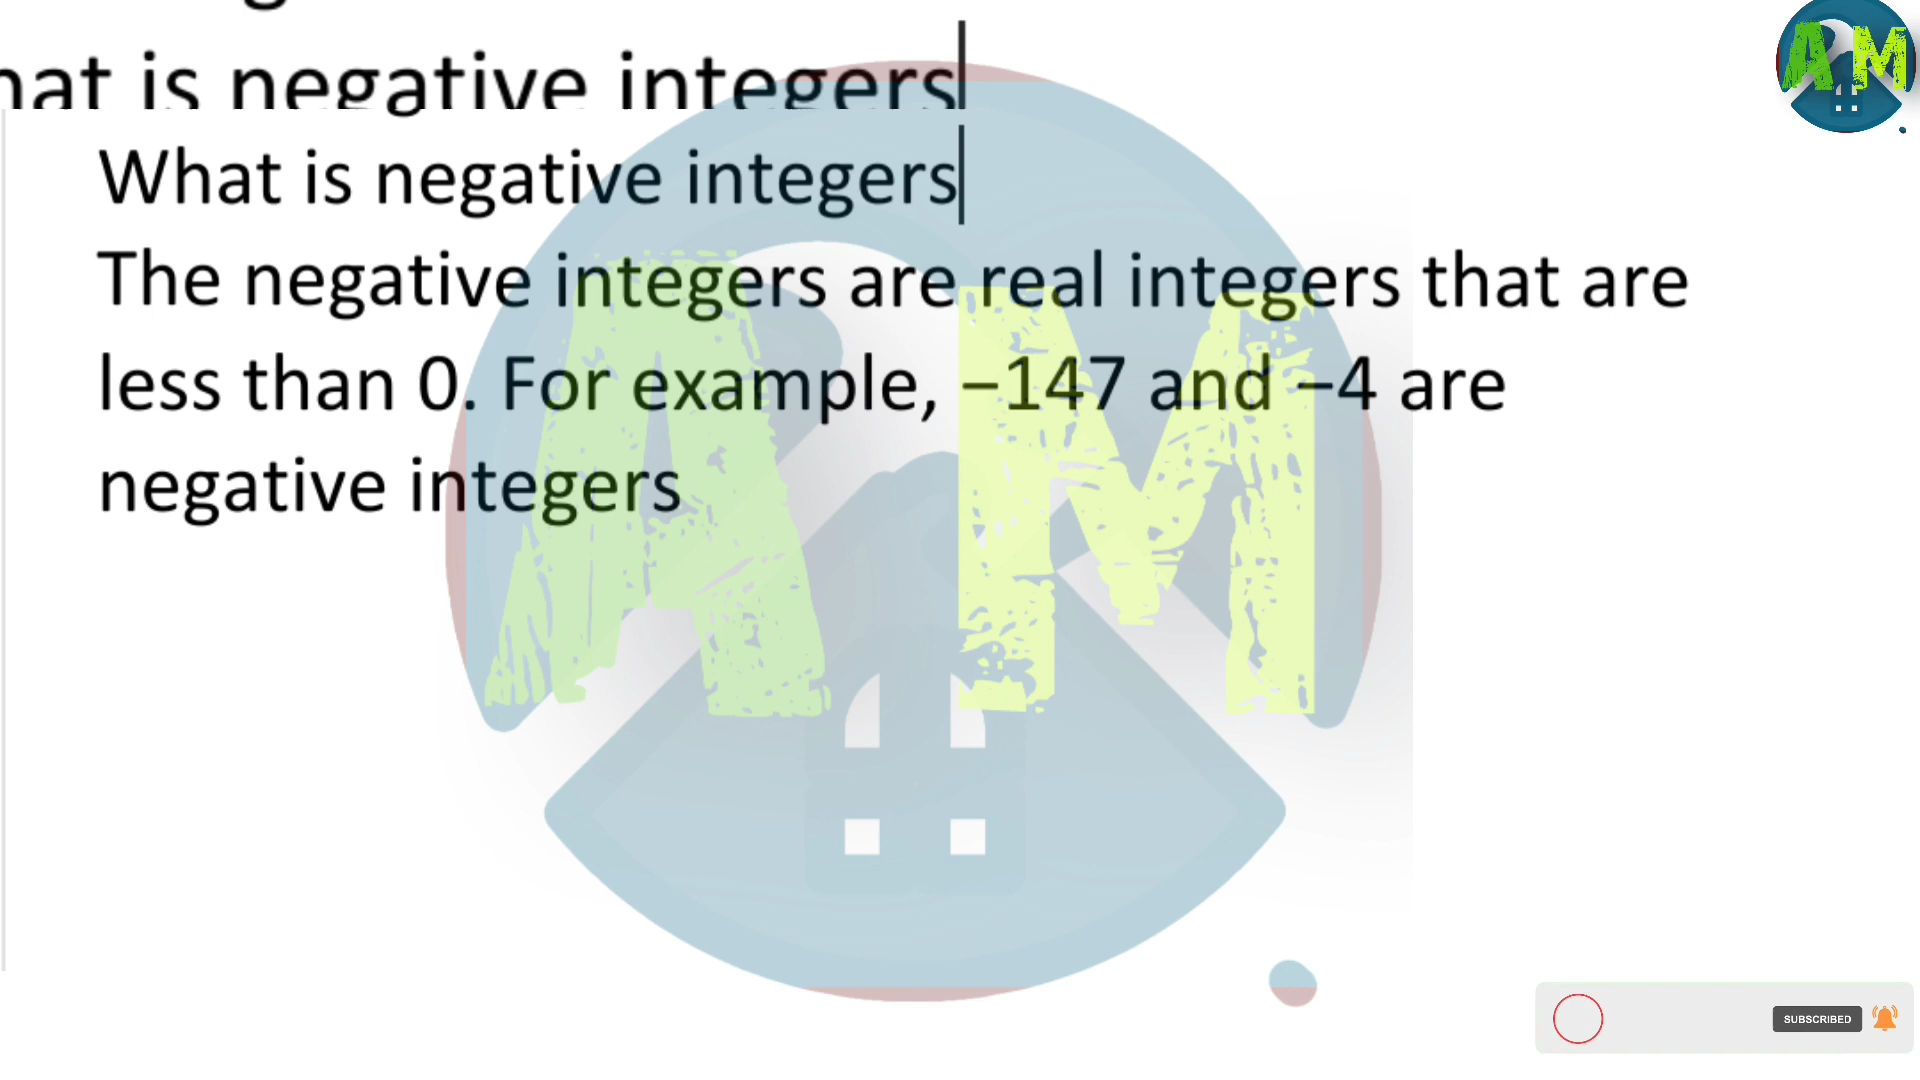 hat is negative integers
AM
What is negative integers
The negative integers are real integers that are
less than 0. For example, –147 and –4 are
negative integers
AM
SUBSCRIBED